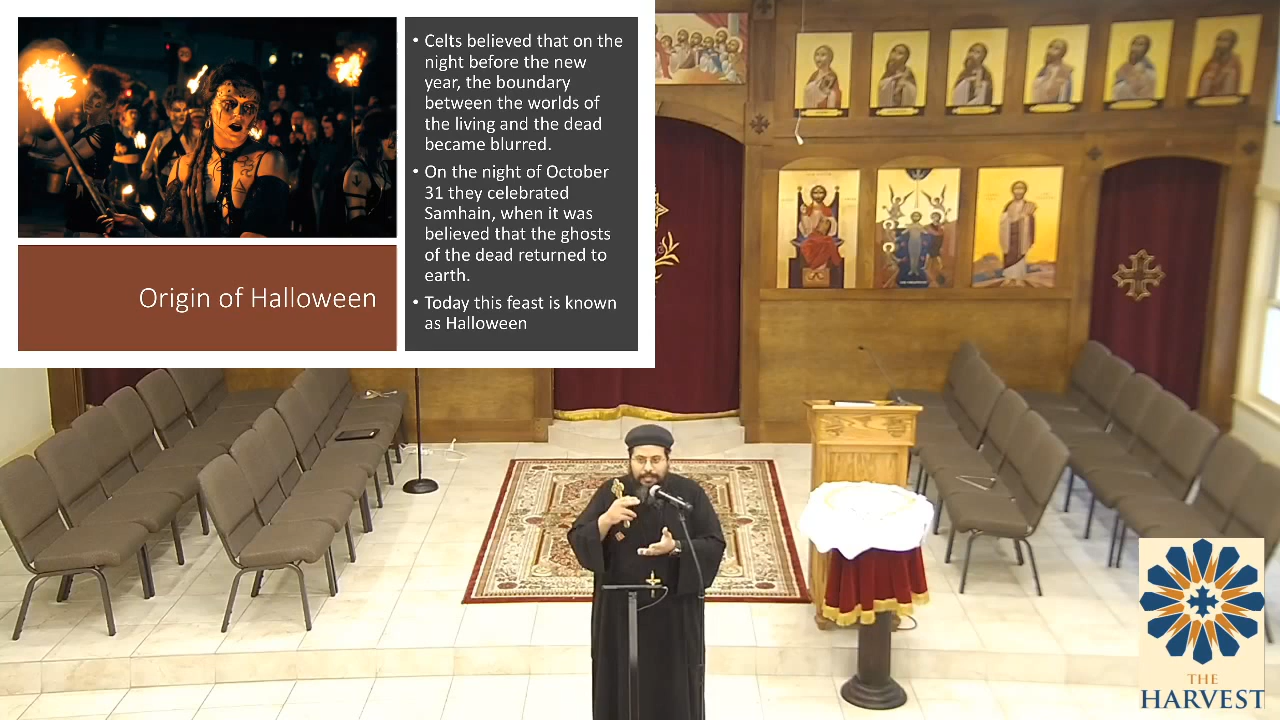 • Celts believed that on the
night before the new
year, the boundary
between the worlds of
the living and the dead
became blurred.
• On the night of October
31 they celebrated
Samhain, when it was
believed that the ghosts
of the dead returned to
earth.
• Today this feast is known
as Halloween
Origin of Halloween
THE
HARVEST